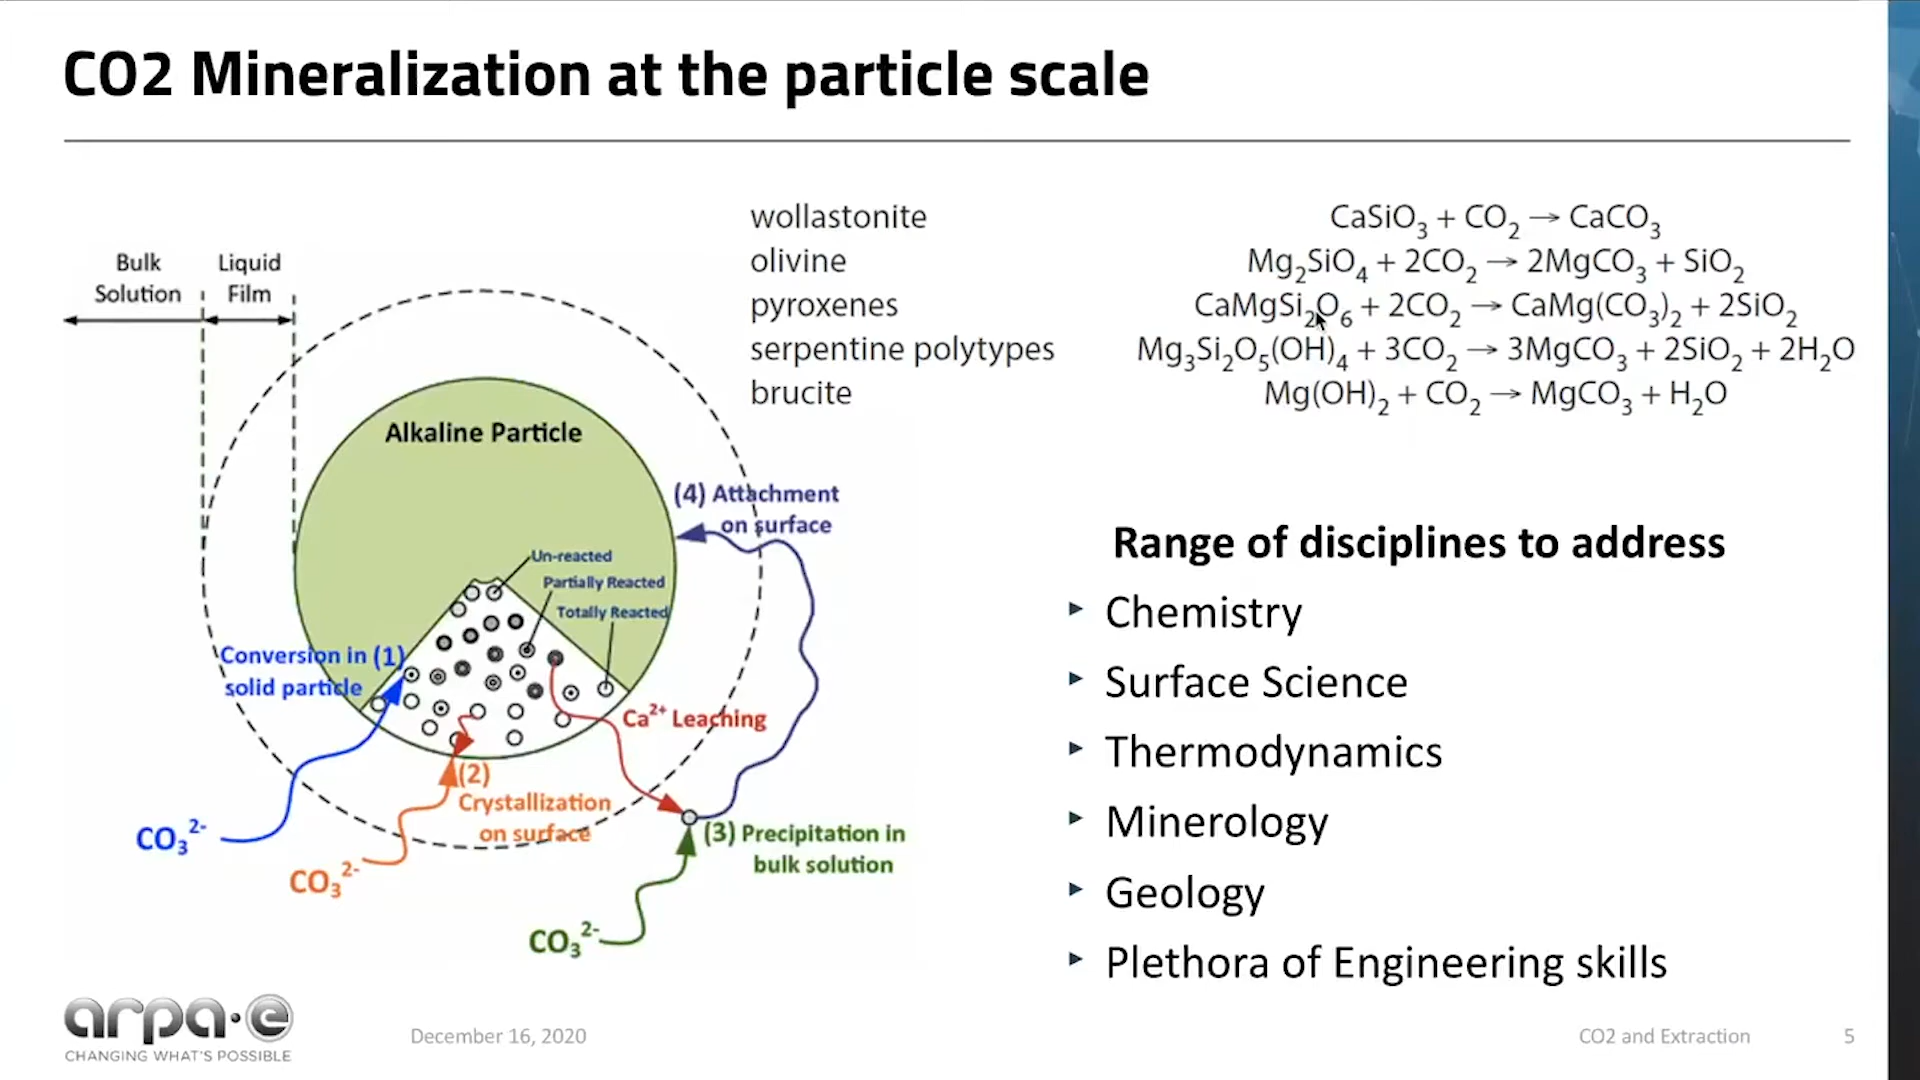 CO2 Mineralization at the particle scale
wollastonite CaSiO₃ + CO₂ → CaCO₃
olivine Mg₂SiO₄ + 2CO₂ → 2MgCO₃ + SiO₂
pyroxenes CaMgSi₂O₆ + 2CO₂ → CaMg(CO₃)₂ + 2SiO₂
serpentine polytypes Mg₃Si₂O₅(OH)₄ + 3CO₂ → 3MgCO₃ + 2SiO₂ + 2H₂O
brucite Mg(OH)₂ + CO₂ → MgCO₃ + H₂O
Bulk
Solution
Liquid
Film
Alkaline Particle
(4) Attachment
on surface
Un-reacted
Partially Reacted
Totally Reacted
Conversion in (1)
solid particle
Ca²⁺ Leaching
(2)
Crystallization
on surface
(3) Precipitation in
bulk solution
CO₃²⁻
CO₃²⁻
CO₃²⁻
Range of disciplines to address
‣ Chemistry
‣ Surface Science
‣ Thermodynamics
‣ Minerology
‣ Geology
‣ Plethora of Engineering skills
arpa·e
CHANGING WHAT'S POSSIBLE
December 16, 2020
CO2 and Extraction
5